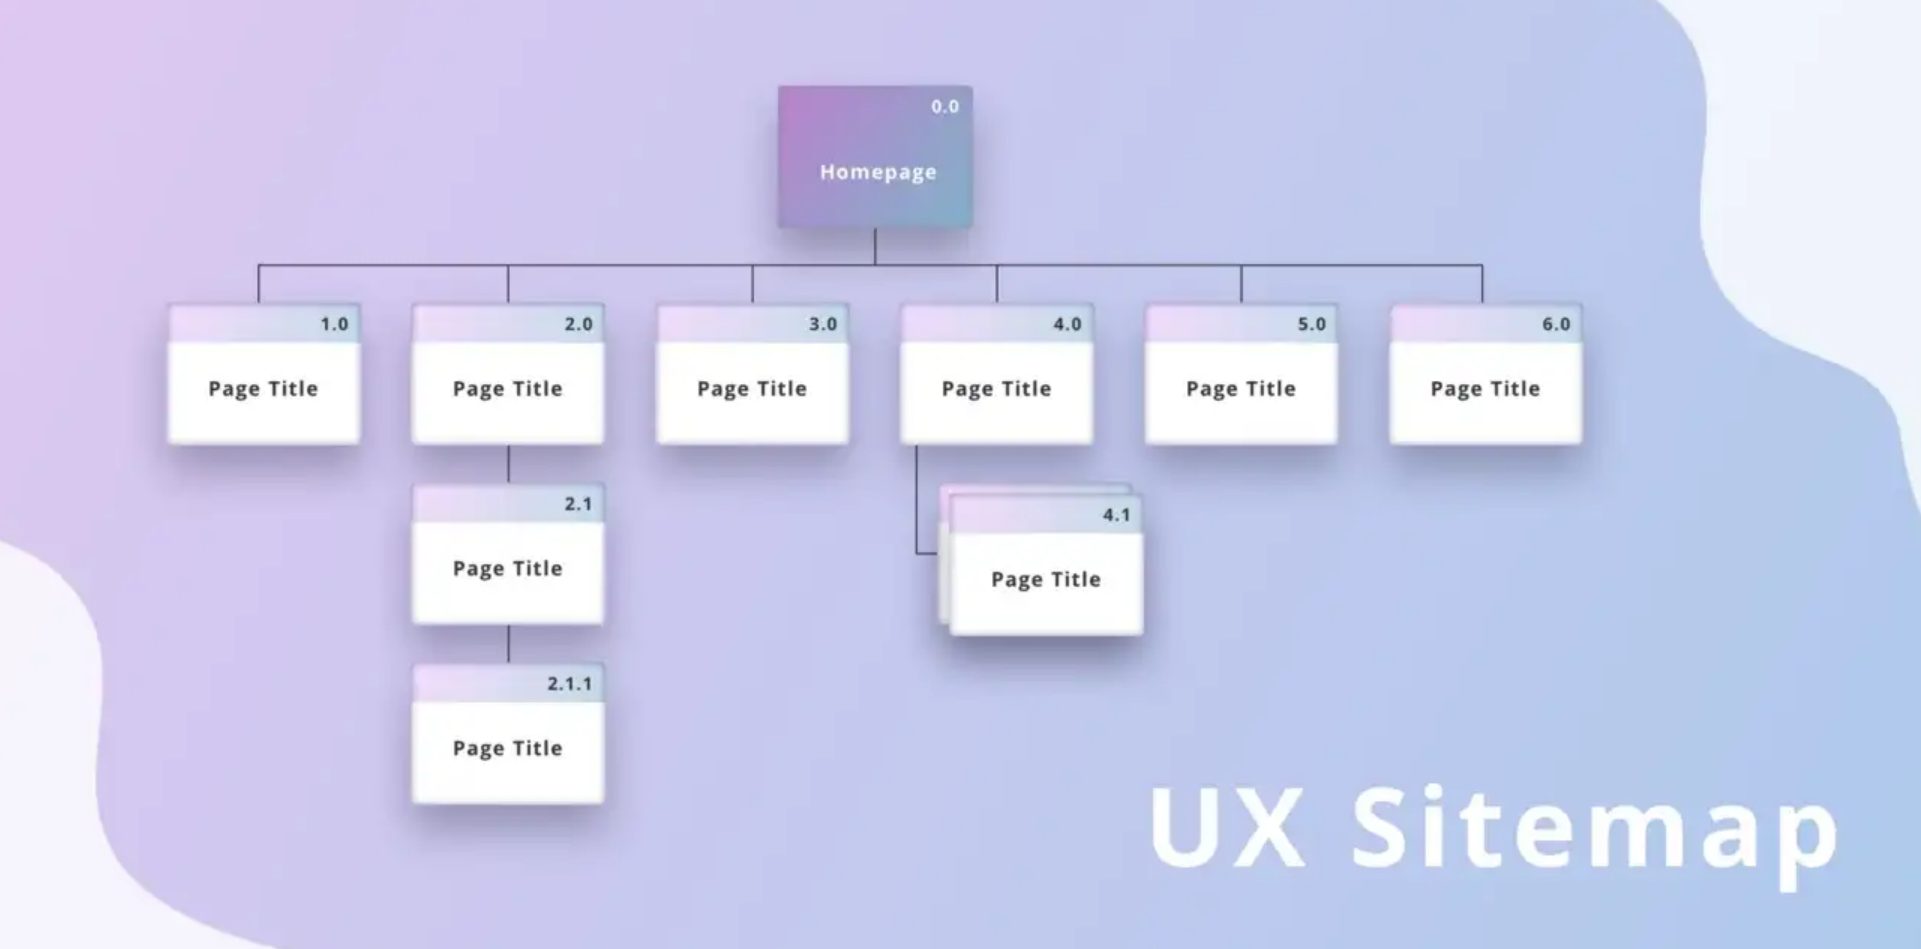 0.0
Homepage
1.0
Page Title
2.0
Page Title
3.0
Page Title
4.0
Page Title
5.0
Page Title
6.0
Page Title
2.1
Page Title
4.1
Page Title
2.1.1
Page Title
UX Sitemap